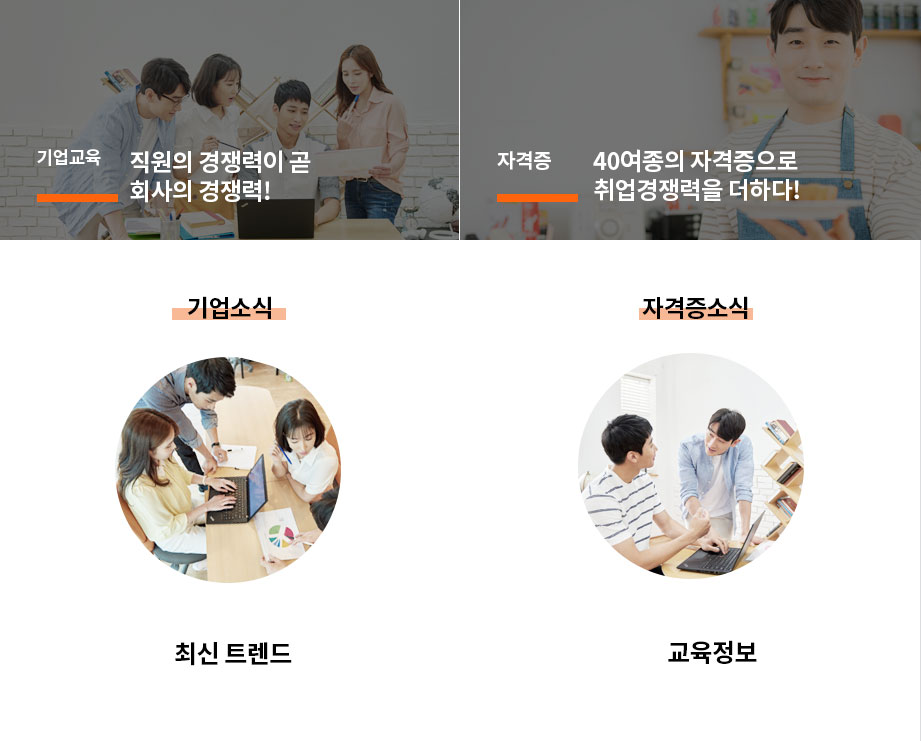 기업교육
직원의 경쟁력이 곧
회사의 경쟁력!
자격증
40여종의 자격증으로
취업경쟁력을 더하다!
기업소식
자격증소식
최신 트렌드
교육정보